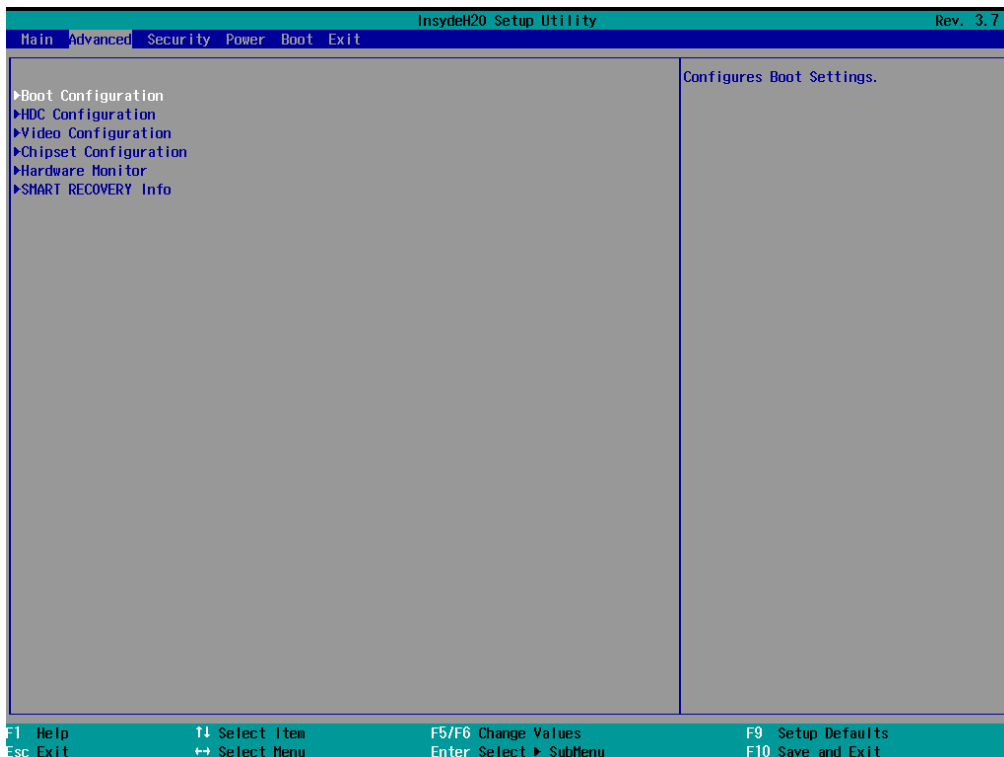 InsydeH20 Setup Utility Rev. 3.7
Main Advanced Security Power Boot Exit
▶Boot Configuration
▶HDC Configuration
▶Video Configuration
▶Chipset Configuration
▶Hardware Monitor
▶SMART RECOVERY Info
Configures Boot Settings.
F1 Help ↑↓ Select Item F5/F6 Change Values F9 Setup Defaults
Esc Exit ↔ Select Menu Enter Select ▶ SubMenu F10 Save and Exit